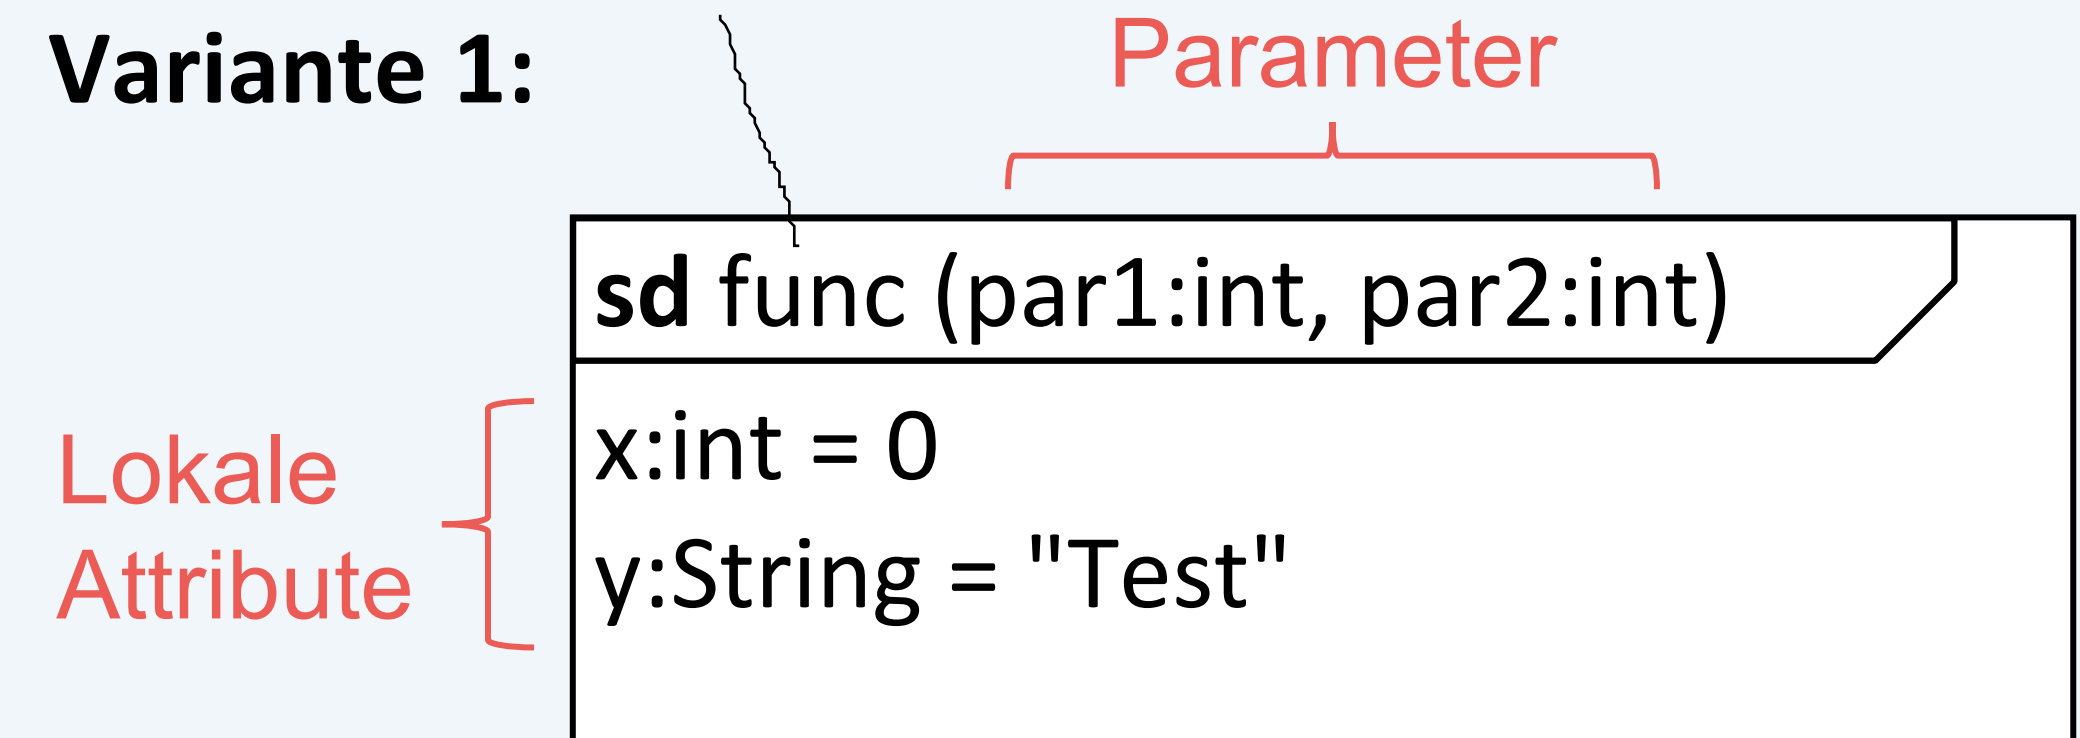 Variante 1:
Parameter
sd func (par1:int, par2:int)
Lokale
Attribute
x:int = 0
y:String = "Test"